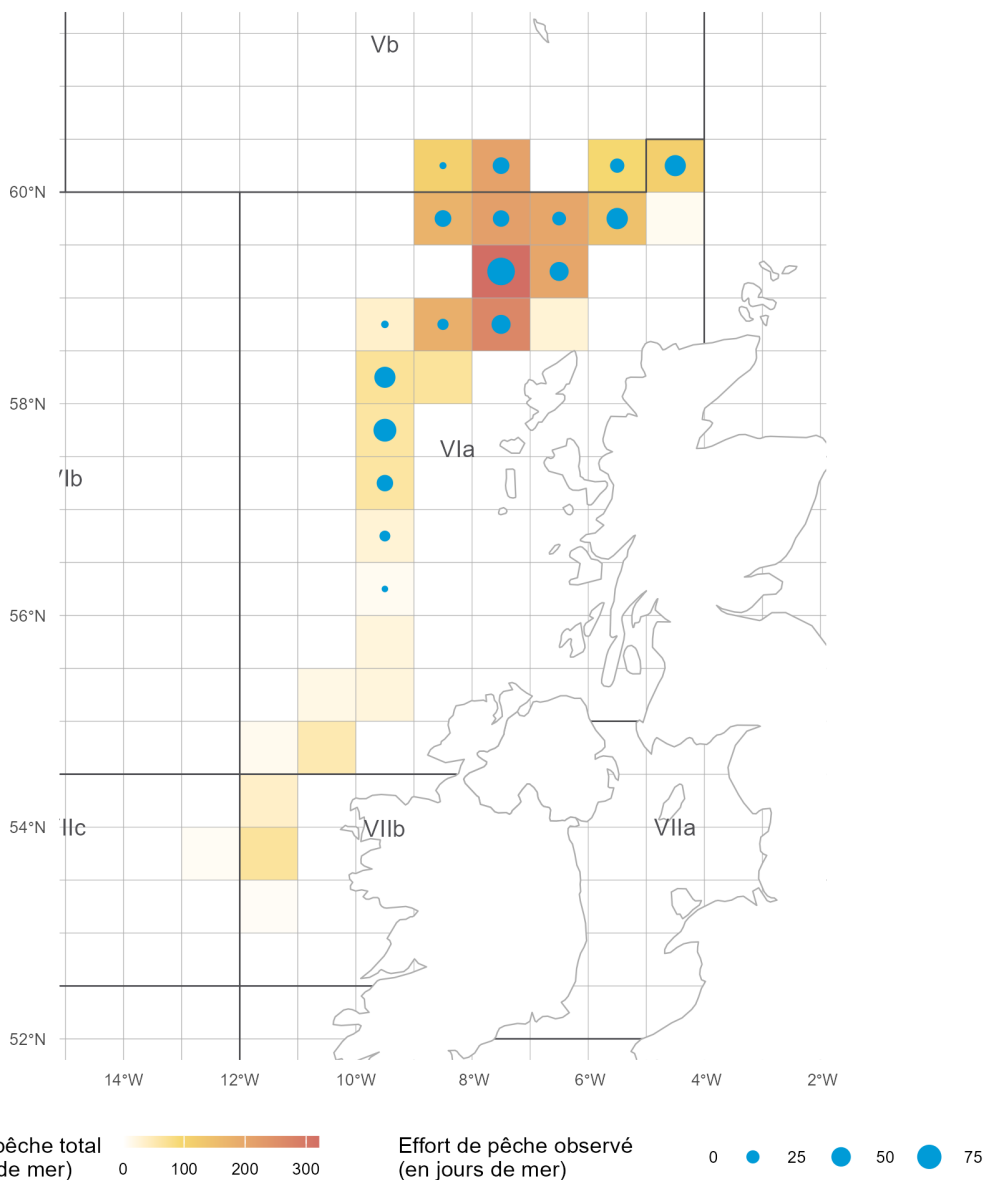 Vb
60°N
58°N
VIa
VIb
56°N
54°N
IIc
VIIb
VIIa
52°N
14°W 12°W 10°W 8°W 6°W 4°W 2°W
pêche total
de mer)
0 100 200 300
Effort de pêche observé
(en jours de mer)
0 25 50 75